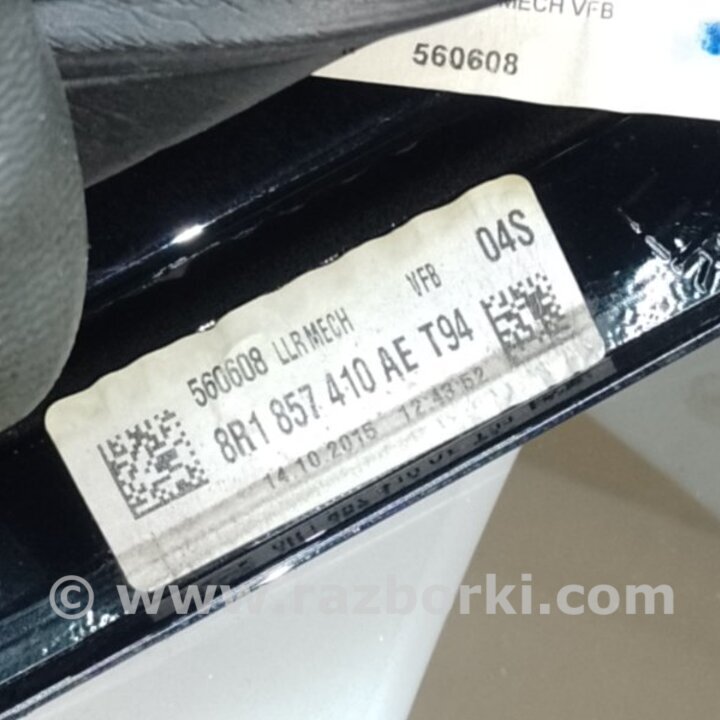 MECH VFB
560608
04S
560608 LLR MECH VFB
8R1 857 410 AE T94
14.10.2015 12:43:52
© www.razborki.com